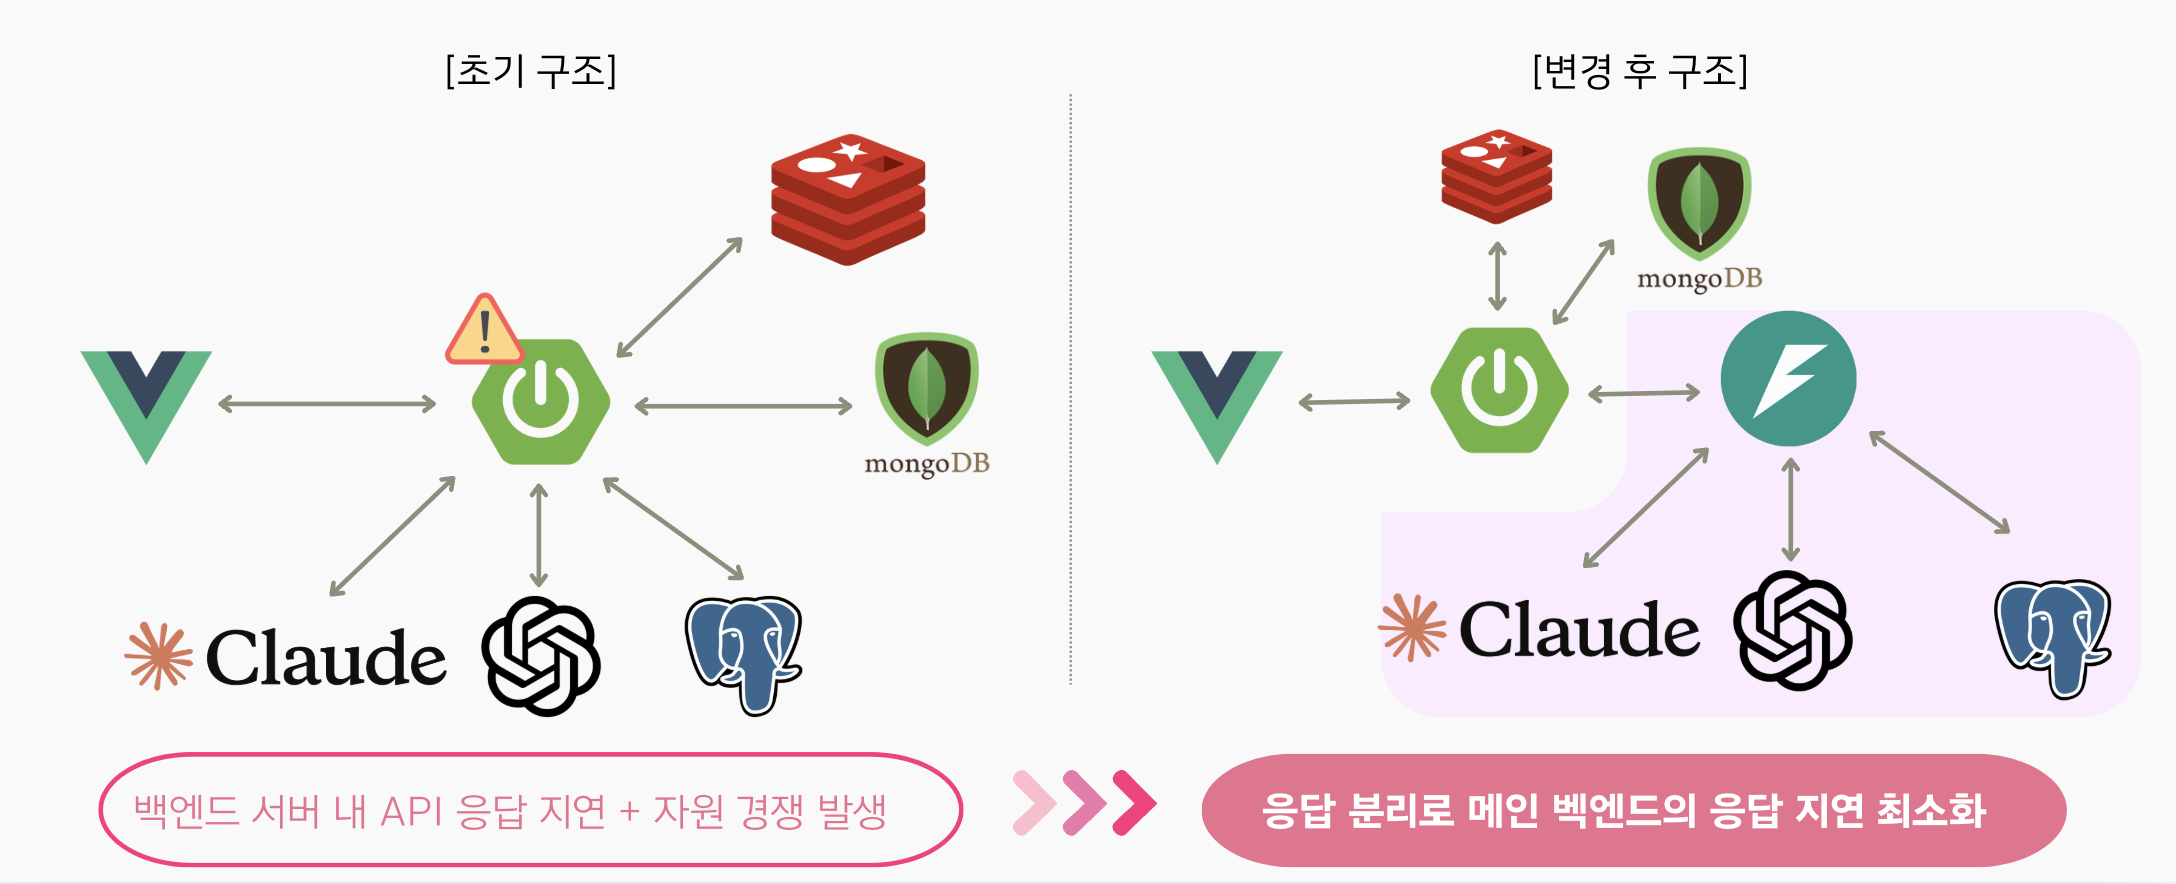 [초기 구조]
[변경 후 구조]
mongoDB
mongoDB
Claude
Claude
백엔드 서버 내 API 응답 지연 + 자원 경쟁 발생
응답 분리로 메인 벡엔드의 응답 지연 최소화